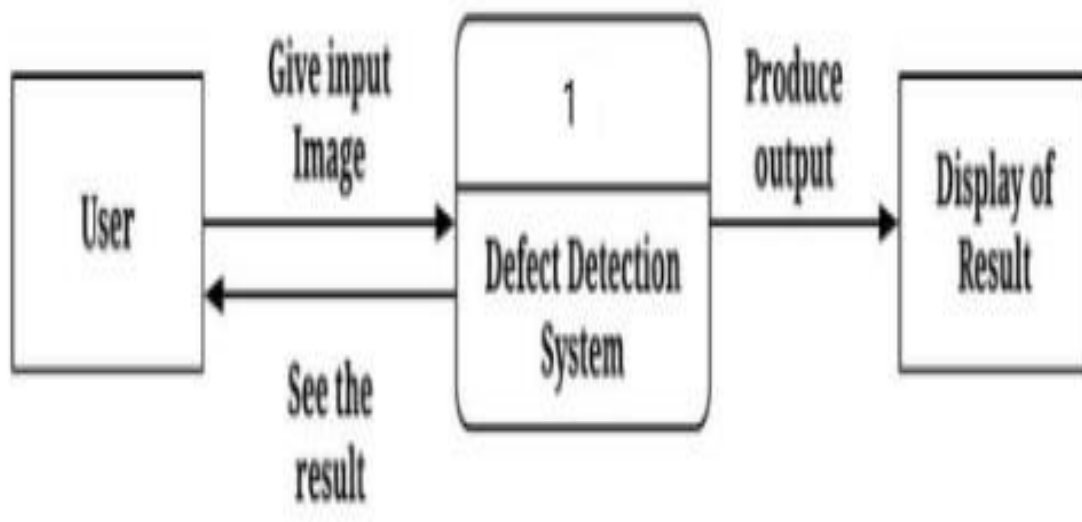 User
Give input
Image
See the
result
1
Defect Detection
System
Produce
output
Display of
Result